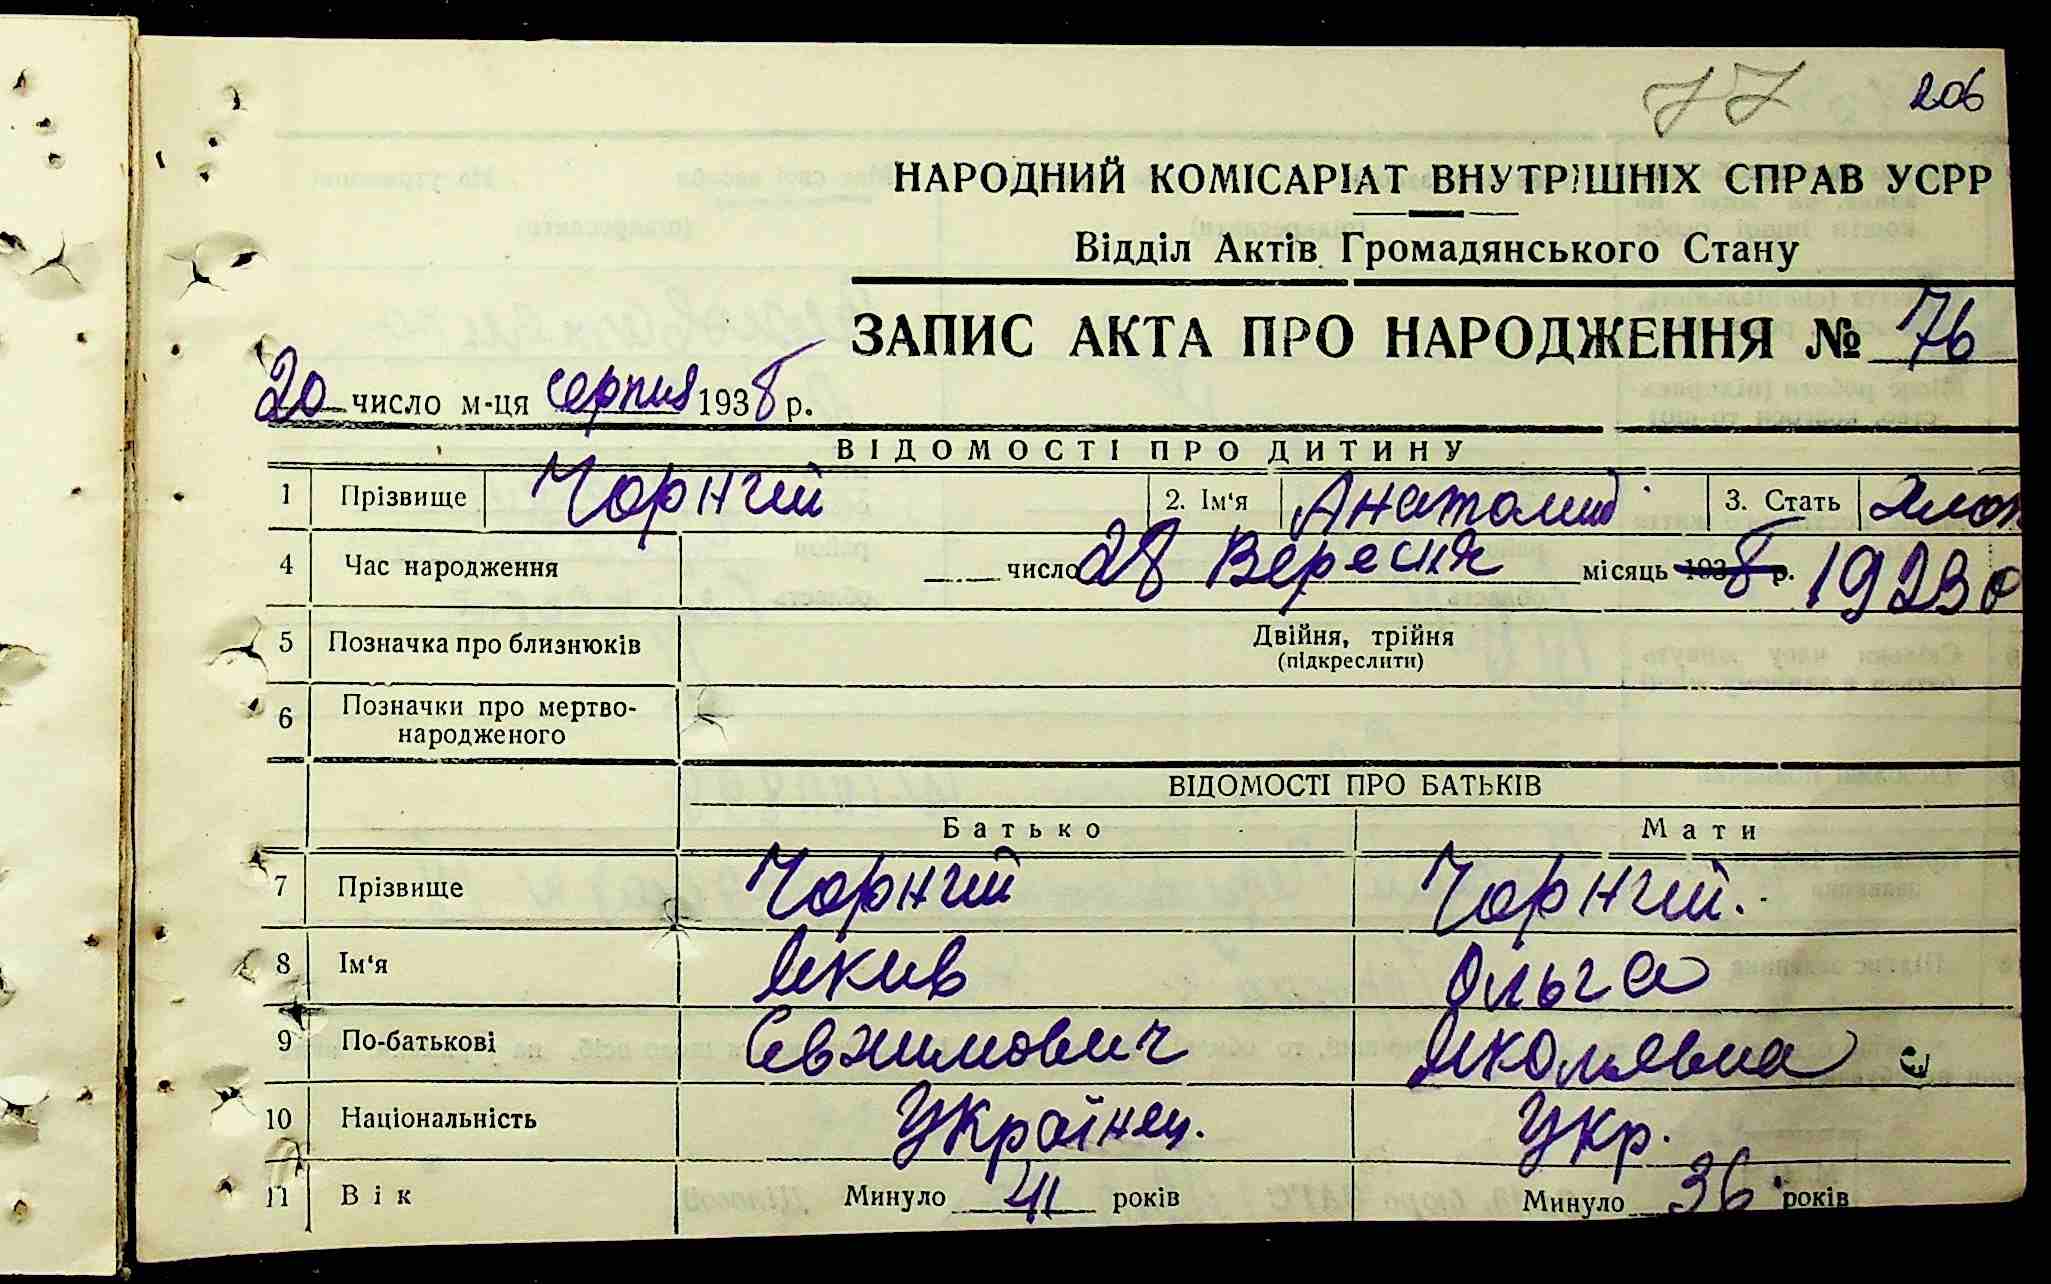 77 206
НАРОДНИЙ КОМІСАРІАТ ВНУТРІШНІХ СПРАВ УСРР
Відділ Актів Громадянського Стану
ЗАПИС АКТА ПРО НАРОДЖЕННЯ № 76
20 число м-ця серпня 1938 р.
ВІДОМОСТІ ПРО ДИТИНУ
1 Прізвище Чорний 2. Ім'я Анатолий 3. Стать Хлоп
4 Час народження число 28 Вересня місяць 1938 р. 1923 р
5 Позначка про близнюків Двійня, трійня
(підкреслити)
6 Позначки про мертво-
народженого
ВІДОМОСТІ ПРО БАТЬКІВ
Батько Мати
7 Прізвище Чорний Чорний.
8 Ім'я Яків Ольга
9 По-батькові Євхимович
10 Національність Українец. Укр.
11 Вік Минуло 41 років Минуло 36 років